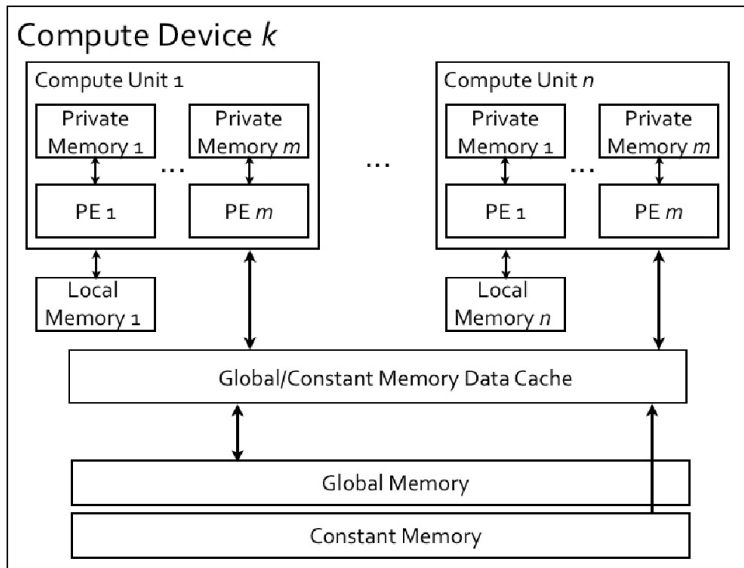 Compute Device k
Compute Unit 1
Private Memory 1
...
Private Memory m
PE 1
PE m
Local Memory 1
...
Compute Unit n
Private Memory 1
...
Private Memory m
PE 1
PE m
Local Memory n
Global/Constant Memory Data Cache
Global Memory
Constant Memory